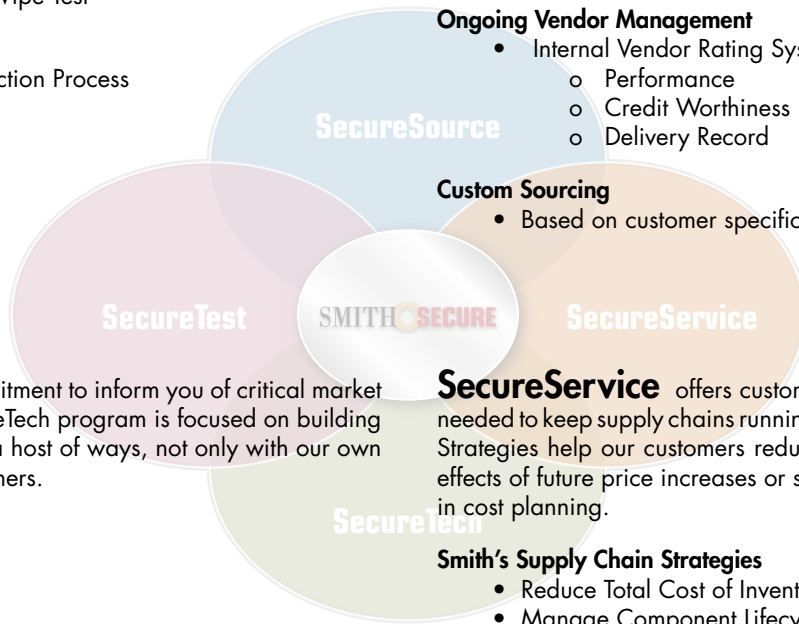 ction Process
itment to inform you of critical market
eTech program is focused on building
a host of ways, not only with our own
ners.
Ongoing Vendor Management
• Internal Vendor Rating Sys
o Performance
o Credit Worthiness
o Delivery Record
Custom Sourcing
• Based on customer specific
SecureService offers custom
needed to keep supply chains running
Strategies help our customers redu
effects of future price increases or s
in cost planning.
Smith's Supply Chain Strategies
• Reduce Total Cost of Invent
• Manage Component Lifecy
SecureSource
SecureTest
SMITH SECURE
SecureService
SecureTech